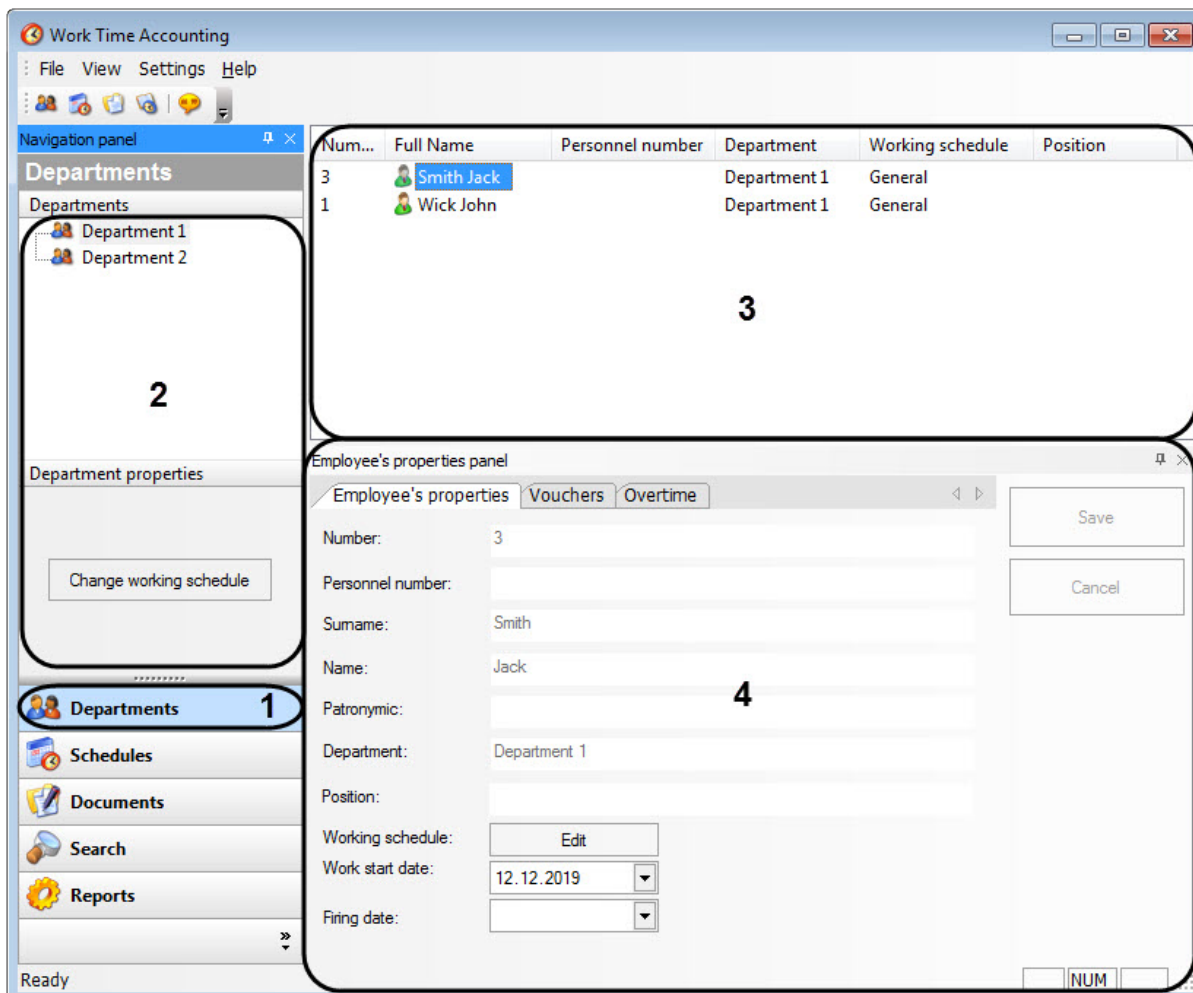 Work Time Accounting
File View Settings Help
Navigation panel
Departments
Departments
Department 1
Department 2
2
Department properties
Change working schedule
Departments 1
Schedules
Documents
Search
Reports
Num... Full Name Personnel number Department Working schedule Position
3 Smith Jack Department 1 General
1 Wick John Department 1 General
3
Employee's properties panel
Employee's properties Vouchers Overtime
Number: 3
Personnel number:
Surname: Smith
Name: Jack
4
Patronymic:
Department: Department 1
Position:
Working schedule: Edit
Work start date: 12.12.2019
Firing date:
Save
Cancel
Ready
NUM